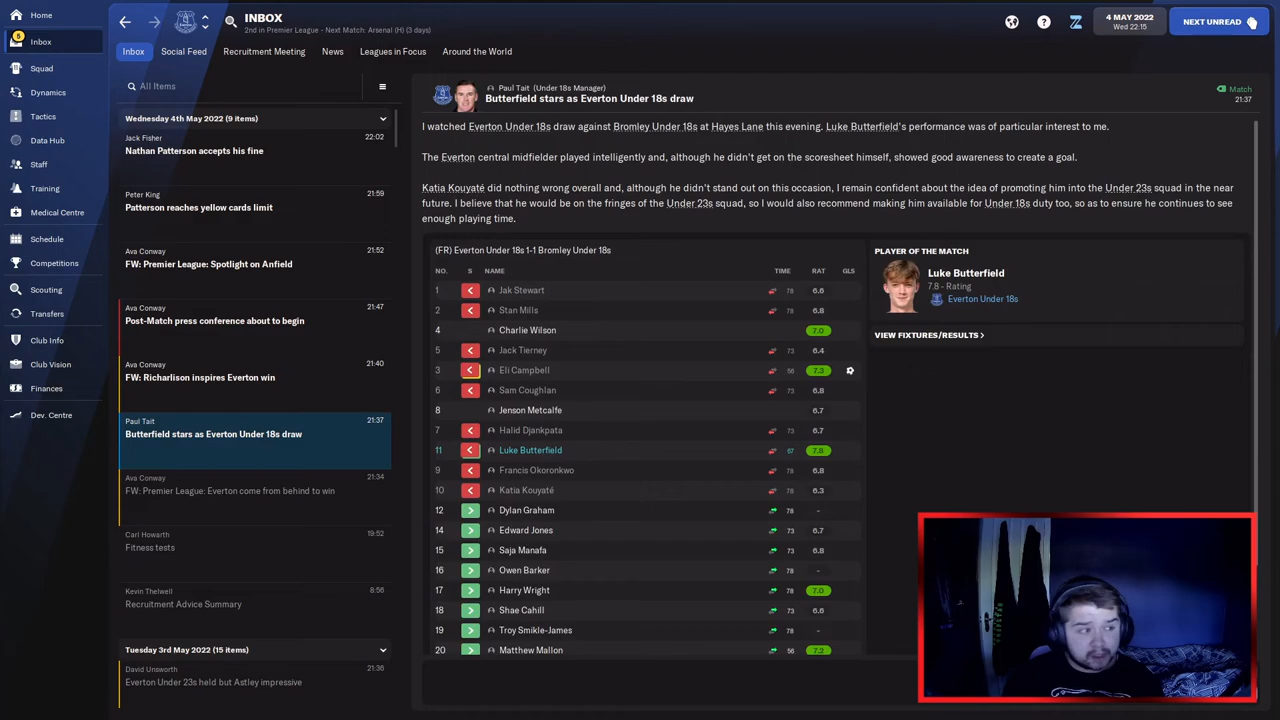 Home
5
Inbox
Squad
Dynamics
Tactics
Data Hub
Staff
Training
Medical Centre
Schedule
Competitions
Scouting
Transfers
Club Info
Club Vision
Finances
Dev. Centre
INBOX
2nd in Premier League - Next Match: Arsenal (H) (3 days)
4 MAY 2022
Wed 22:15
NEXT UNREAD
Inbox
Social Feed
Recruitment Meeting
News
Leagues in Focus
Around the World
All Items
Wednesday 4th May 2022 (9 items)
Jack Fisher 22:02
Nathan Patterson accepts his fine
Peter King 21:59
Patterson reaches yellow cards limit
Ava Conway 21:52
FW: Premier League: Spotlight on Anfield
Ava Conway 21:47
Post-Match press conference about to begin
Ava Conway 21:40
FW: Richarlison inspires Everton win
Paul Tait 21:37
Butterfield stars as Everton Under 18s draw
Ava Conway 21:34
FW: Premier League: Everton come from behind to win
Carl Howarth 19:52
Fitness tests
Kevin Thelwell 8:56
Recruitment Advice Summary
Tuesday 3rd May 2022 (15 items)
David Unsworth 21:36
Everton Under 23s held but Astley impressive
Paul Tait (Under 18s Manager)
Butterfield stars as Everton Under 18s draw
Match
21:37
I watched Everton Under 18s draw against Bromley Under 18s at Hayes Lane this evening. Luke Butterfield's performance was of particular interest to me.
The Everton central midfielder played intelligently and, although he didn't get on the scoresheet himself, showed good awareness to create a goal.
Katia Kouyaté did nothing wrong overall and, although he didn't stand out on this occasion, I remain confident about the idea of promoting him into the Under 23s squad in the near
future. I believe that he would be on the fringes of the Under 23s squad, so I would also recommend making him available for Under 18s duty too, so as to ensure he continues to see
enough playing time.
(FR) Everton Under 18s 1-1 Bromley Under 18s
NO. S NAME TIME RAT GLS
1 Jak Stewart 78 6.6
2 Stan Mills 78 6.8
4 Charlie Wilson 7.0
5 Jack Tierney 73 6.4
3 Eli Campbell 56 7.3
6 Sam Coughlan 73 6.8
8 Jenson Metcalfe 6.7
7 Halid Djankpata 73 6.7
11 Luke Butterfield 67 7.8
9 Francis Okoronkwo 78 6.8
10 Katia Kouyaté 78 6.3
12 Dylan Graham 78 -
14 Edward Jones 73 6.7
15 Saja Manafa 73 6.8
16 Owen Barker 78 -
17 Harry Wright 78 7.0
18 Shae Cahill 73 6.6
19 Troy Smikle-James 78 -
20 Matthew Mallon 56 7.2
PLAYER OF THE MATCH
Luke Butterfield
7.8 - Rating
Everton Under 18s
VIEW FIXTURES/RESULTS >